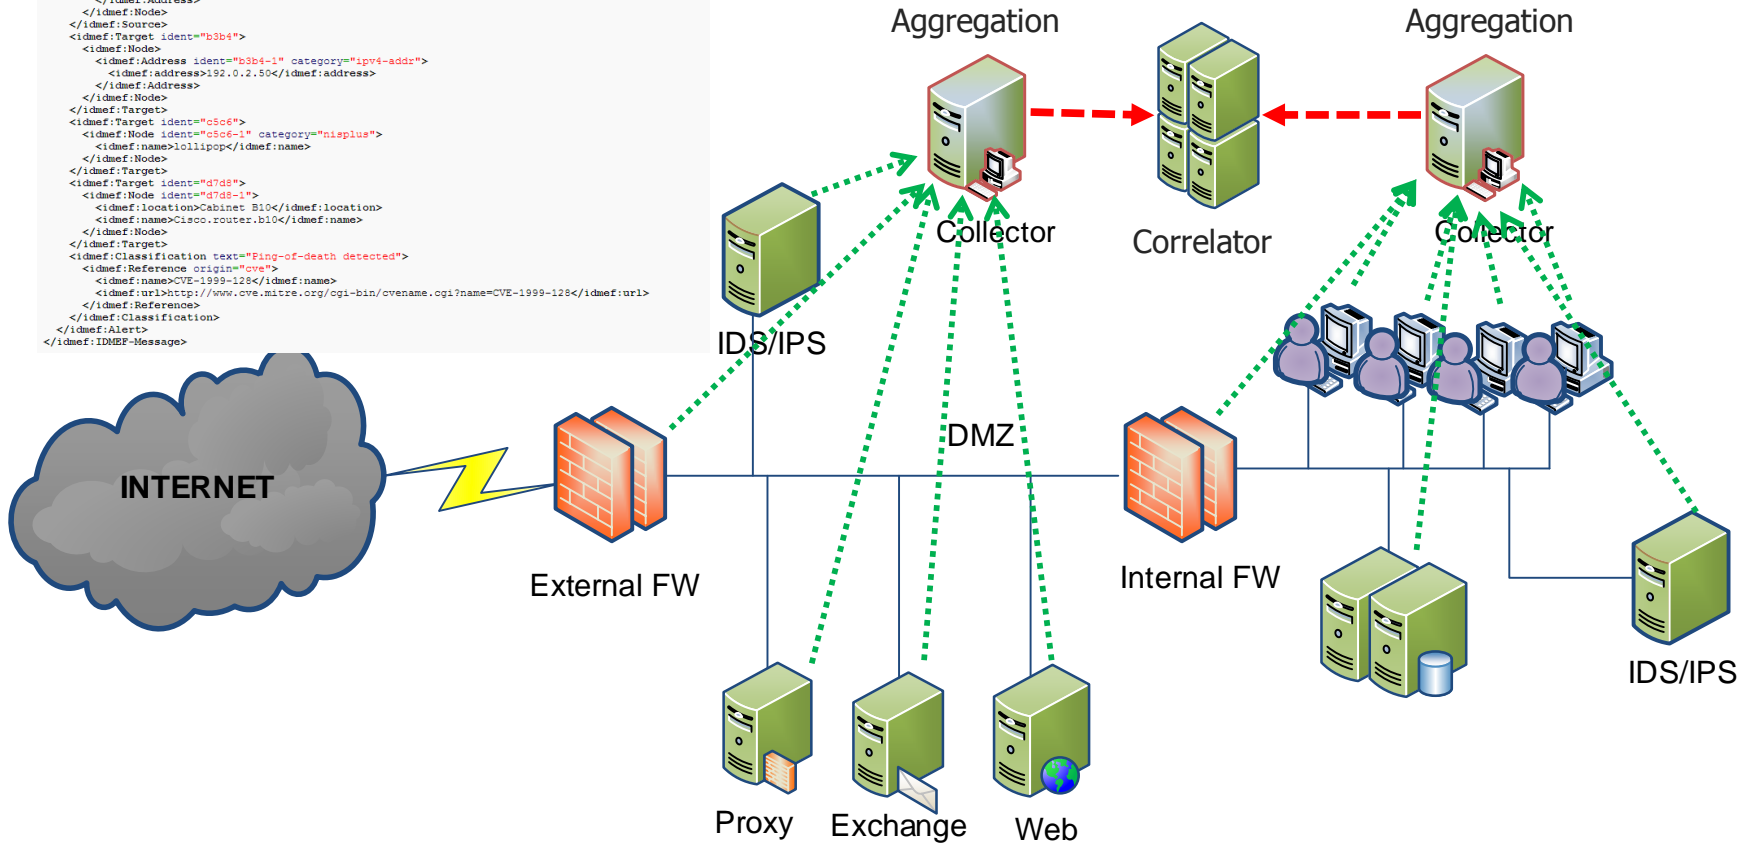 </idmef:Address>
</idmef:Node>
</idmef:Source>
<idmef:Target ident="b3b4">
<idmef:Node>
<idmef:Address ident="b3b4-1" category="ipv4-addr">
<idmef:address>192.0.2.50</idmef:address>
</idmef:Address>
</idmef:Node>
</idmef:Target>
<idmef:Target ident="c5c6">
<idmef:Node ident="c5c6-1" category="nisplus">
<idmef:name>lollipop</idmef:name>
</idmef:Node>
</idmef:Target>
<idmef:Target ident="d7d8">
<idmef:Node ident="d7d8-1">
<idmef:location>Cabinet B10</idmef:location>
<idmef:name>Cisco.router.b10</idmef:name>
</idmef:Node>
</idmef:Target>
<idmef:Classification text="Ping-of-death detected">
<idmef:Reference origin="cve">
<idmef:name>CVE-1999-128</idmef:name>
<idmef:url>http://www.cve.mitre.org/cgi-bin/cvename.cgi?name=CVE-1999-128</idmef:url>
</idmef:Reference>
</idmef:Classification>
</idmef:Alert>
</idmef:IDMEF-Message>
Aggregation
Aggregation
Collector
Correlator
Collector
IDS/IPS
DMZ
INTERNET
External FW
Internal FW
IDS/IPS
Proxy
Exchange
Web